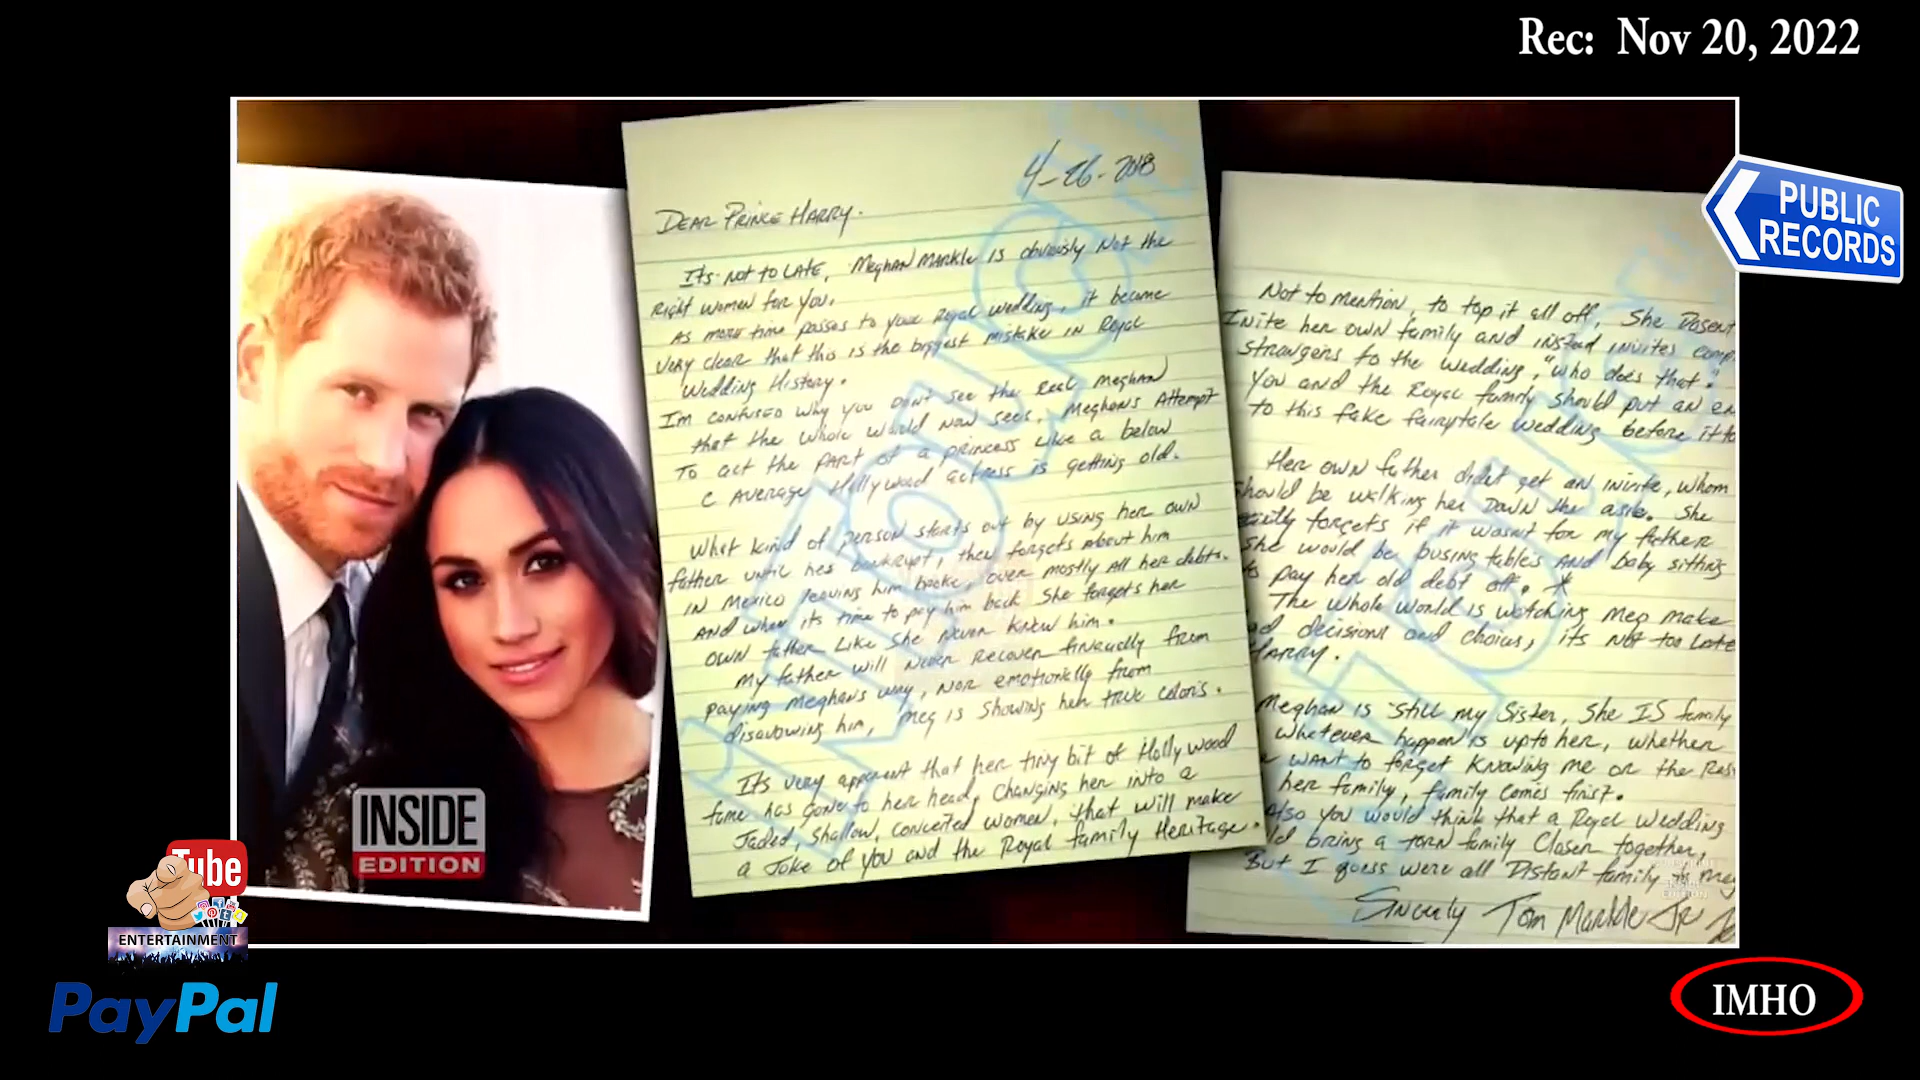 Rec: Nov 20, 2022
PUBLIC
RECORDS
4-26-2018
DEAR PRINCE HARRY.
Its not to LATE, Meghan Markle is obviously Not the
Right women for you.
As more time passes to your Royal wedding, it became
very clear that this is the biggest mistake in Royal
Wedding History.
Im confused why you don't see the Real Meghan
that the whole world now sees. Meghans Attempt
To act the part of a princess like a below
C Average Hollywood actress is getting old.
What kind of person starts out by using her own
father until hes bankrupt, then forgets about him
in Mexico leaving him broke, over mostly all her debts.
And when its time to pay him back She forgets her
own father Like She Never Knew him.
My father will Never Recover financially from
paying Meghans way, Nor emotionally from
disavowing him, Meg is Showing her true colors.
Its very apparent that her tiny bit of Hollywood
fame has gone to her head, Changing her into a
Jaded, Shallow, conceited women, that will make
a Joke of you and the Royal family Heritage.
Not to mention, to top it all off, She Dosent
Invite her own family and instead invites
strangers to the wedding, "who does that."
You and the Royal family should put an
to this fake fairytale wedding before
Her own father didnt get an invite, whom
Should be walking her DOWN the asle. She
forgets if it wasn't for my father
She would be busing tables AND baby sitting
to pay her old debt off. *
The whole world is watching Meg make
decisions and choices, its NOT too Late
HARRY.
Meghan is Still my Sister, She IS family
whatever happen is upto her, whether
want to forget Knowing me or the
her family, family comes first.
Also you would think that a Royal Wedding
bring a torn family Closer together,
But I guess were all Distant family to
Sincerly Tom Markle Jr
INSIDE
EDITION
Tube
ENTERTAINMENT
PayPal
IMHO